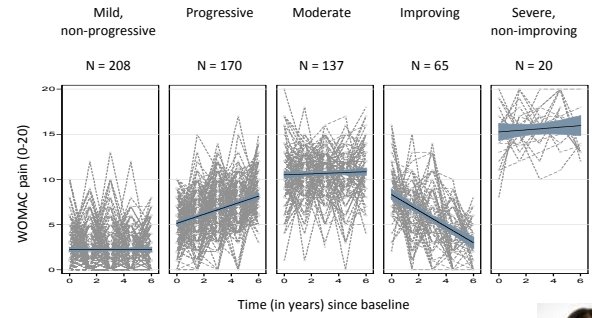 Mild,
non-progressive
Progressive
Moderate
Improving
Severe,
non-improving
N = 208
N = 170
N = 137
N = 65
N = 20
WOMAC pain (0-20)
20
15
10
5
0
0 2 4 6
0 2 4 6
0 2 4 6
0 2 4 6
0 2 4 6
Time (in years) since baseline